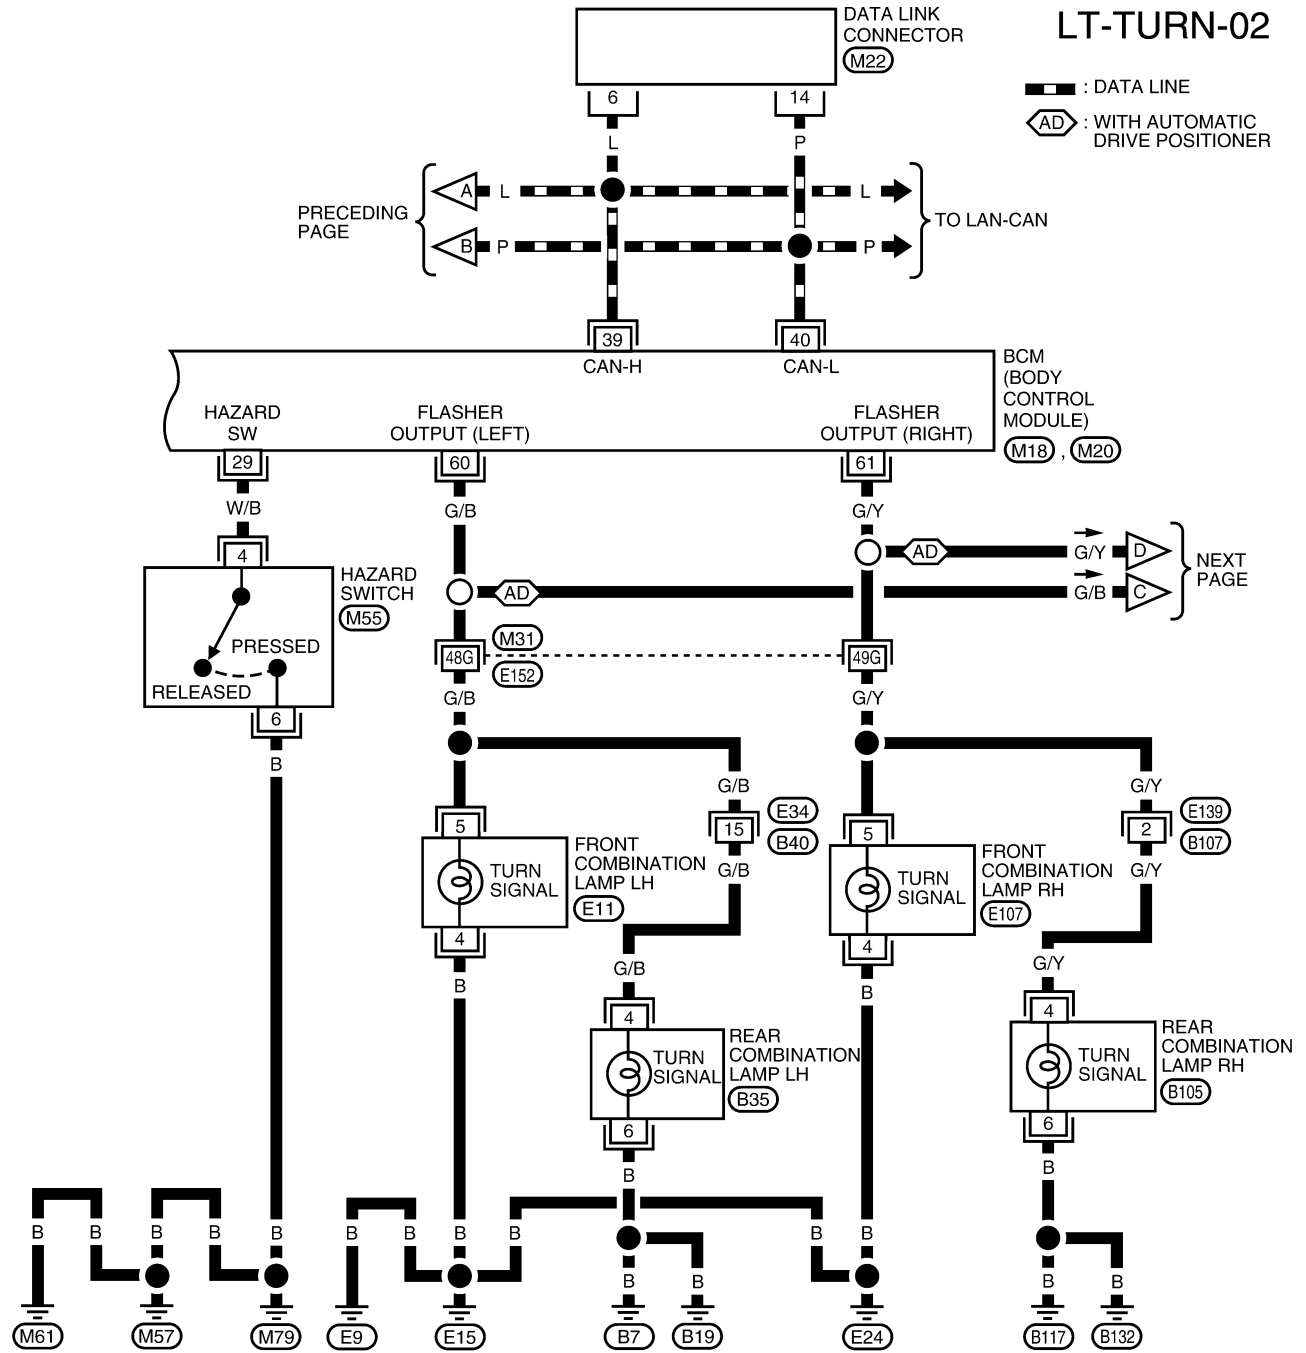 DATA LINK
CONNECTOR
M22
LT-TURN-02
: DATA LINE
AD : WITH AUTOMATIC
DRIVE POSITIONER
6 14
L P
PRECEDING
PAGE
A L L
B P P
TO LAN-CAN
39 40
CAN-H CAN-L
BCM
(BODY
CONTROL
MODULE)
M18 , M20
HAZARD
SW
FLASHER
OUTPUT (LEFT)
FLASHER
OUTPUT (RIGHT)
29 60 61
W/B G/B G/Y
AD G/Y D
AD G/B C
NEXT
PAGE
4
HAZARD
SWITCH
M55
PRESSED
RELEASED
6
B
M31
48G 49G
E152
G/B G/Y
G/B G/Y
E34
15
B40
E139
2
B107
G/B G/Y
5
TURN
SIGNAL
FRONT
COMBINATION
LAMP LH
E11
4
B
5
TURN
SIGNAL
FRONT
COMBINATION
LAMP RH
E107
4
B
G/B G/Y
4
TURN
SIGNAL
REAR
COMBINATION
LAMP LH
B35
6
B
4
TURN
SIGNAL
REAR
COMBINATION
LAMP RH
B105
6
B
B B B B B B B B B B B
B B B B
M61 M57 M79 E9 E15 B7 B19 E24 B117 B132